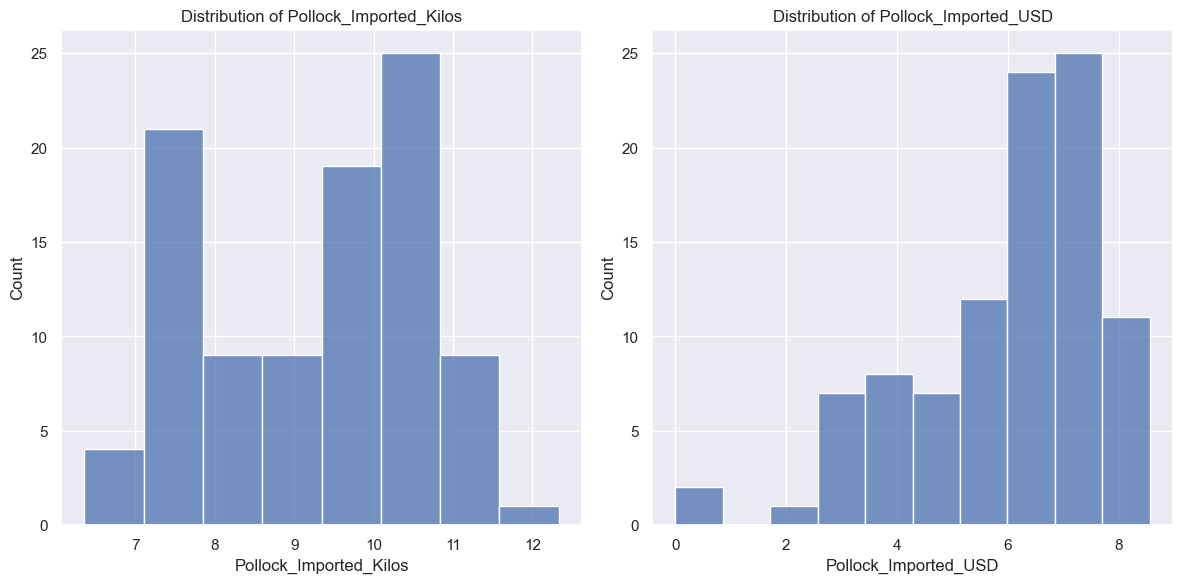 Distribution of Pollock_Imported_Kilos
25
20
15
10
5
0
Count
7 8 9 10 11 12
Pollock_Imported_Kilos
Distribution of Pollock_Imported_USD
25
20
15
10
5
0
Count
0 2 4 6 8
Pollock_Imported_USD